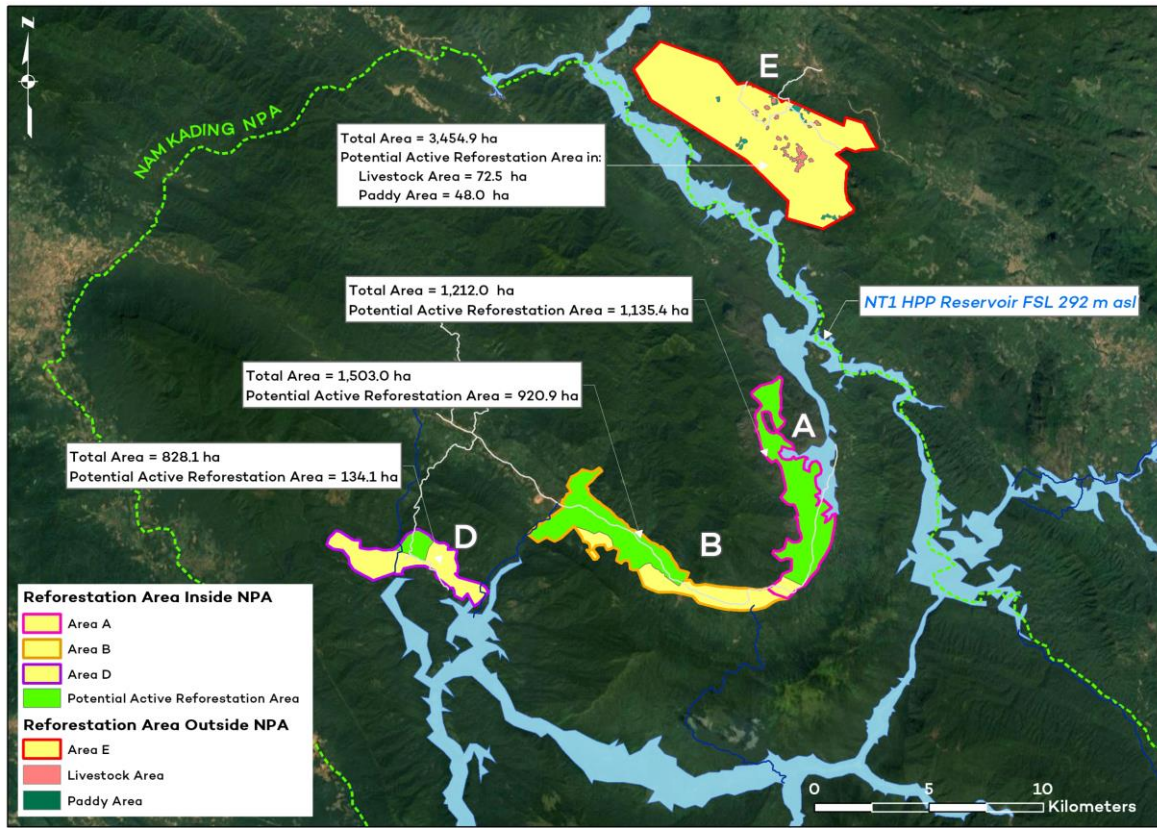 N
NAM KADING NPA
E
Total Area = 3,454.9 ha
Potential Active Reforestation Area in:
Livestock Area = 72.5 ha
Paddy Area = 48.0 ha
Total Area = 1,212.0 ha
Potential Active Reforestation Area = 1,135.4 ha
NT1 HPP Reservoir FSL 292 m asl
Total Area = 1,503.0 ha
Potential Active Reforestation Area = 920.9 ha
A
Total Area = 828.1 ha
Potential Active Reforestation Area = 134.1 ha
D
B
Reforestation Area Inside NPA
Area A
Area B
Area D
Potential Active Reforestation Area
Reforestation Area Outside NPA
Area E
Livestock Area
Paddy Area
0 5 10
Kilometers